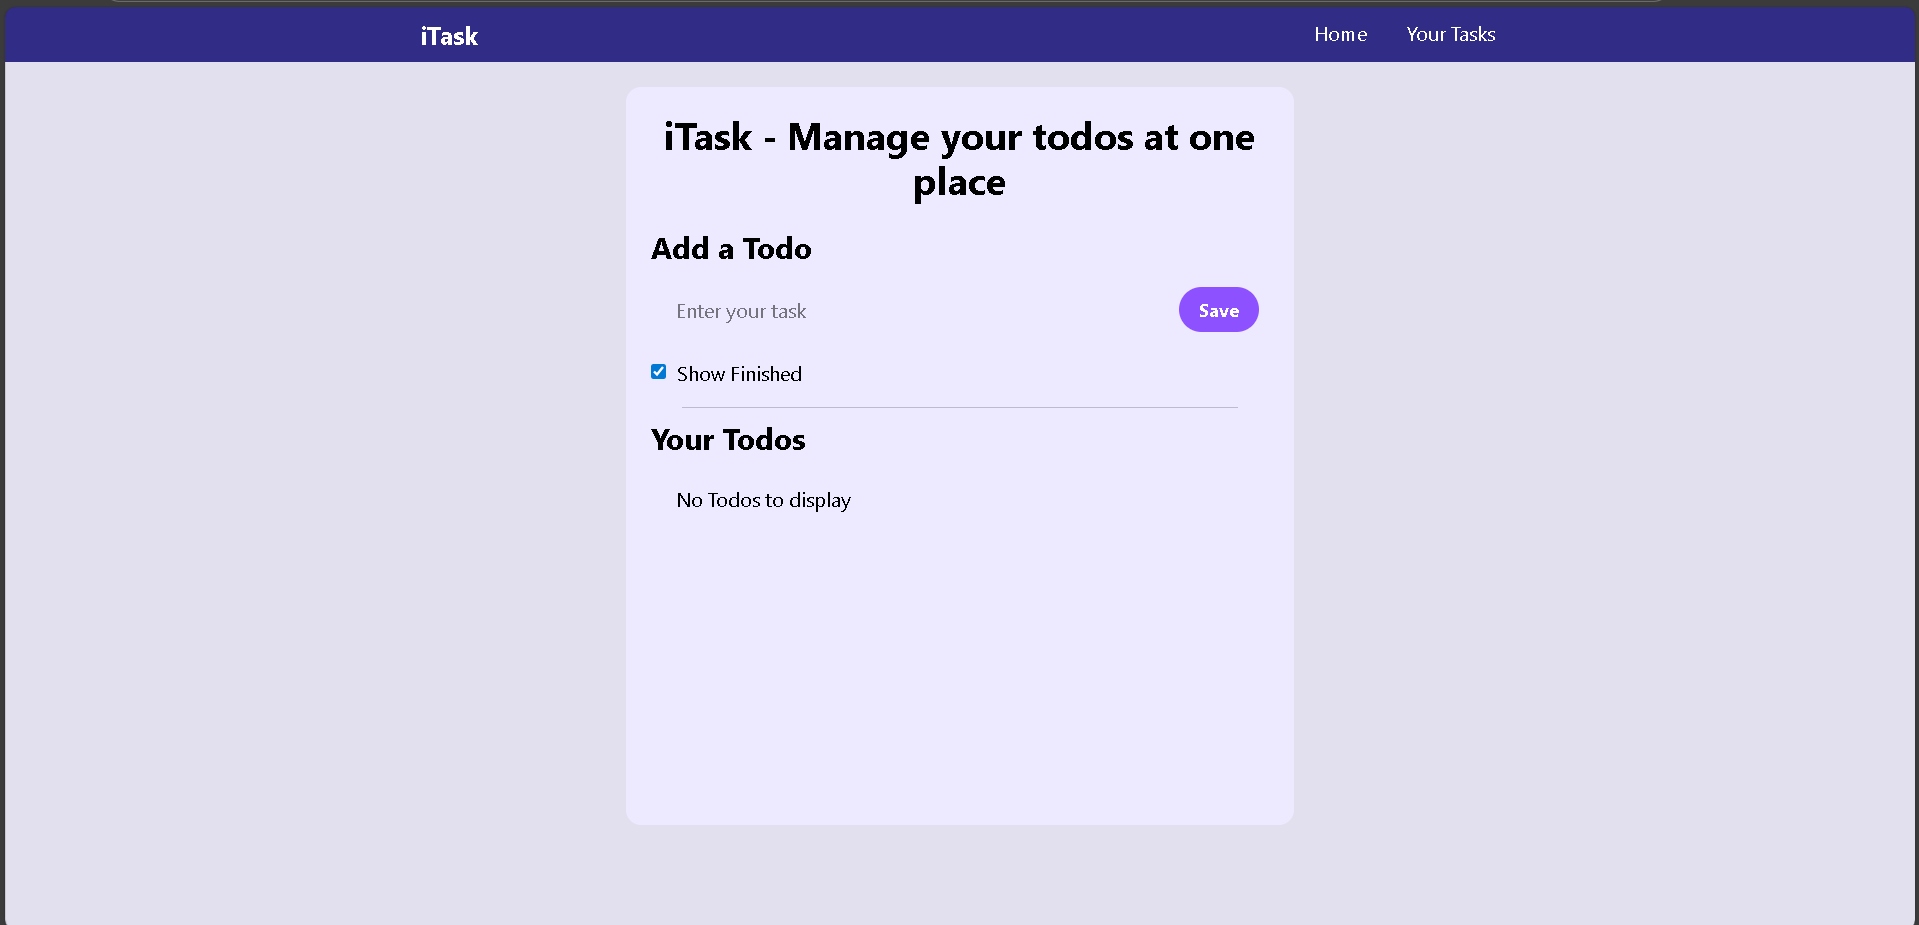 iTask
Home
Your Tasks
iTask - Manage your todos at one
place
Add a Todo
Enter your task
Save
Show Finished
Your Todos
No Todos to display